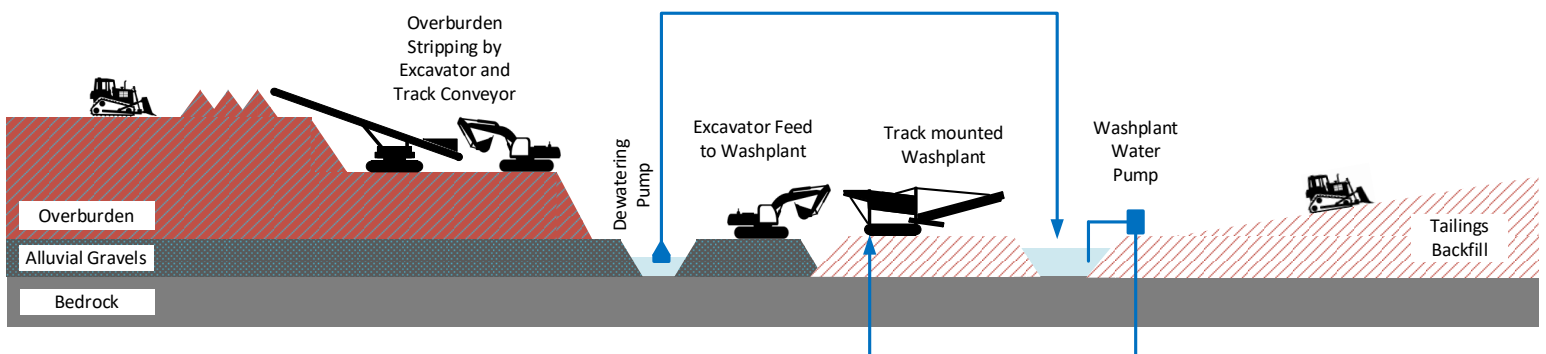 Overburden
Stripping by
Excavator and
Track Conveyor
Dewatering
Pump
Excavator Feed
to Washplant
Track mounted
Washplant
Washplant
Water
Pump
Overburden
Alluvial Gravels
Bedrock
Tailings
Backfill